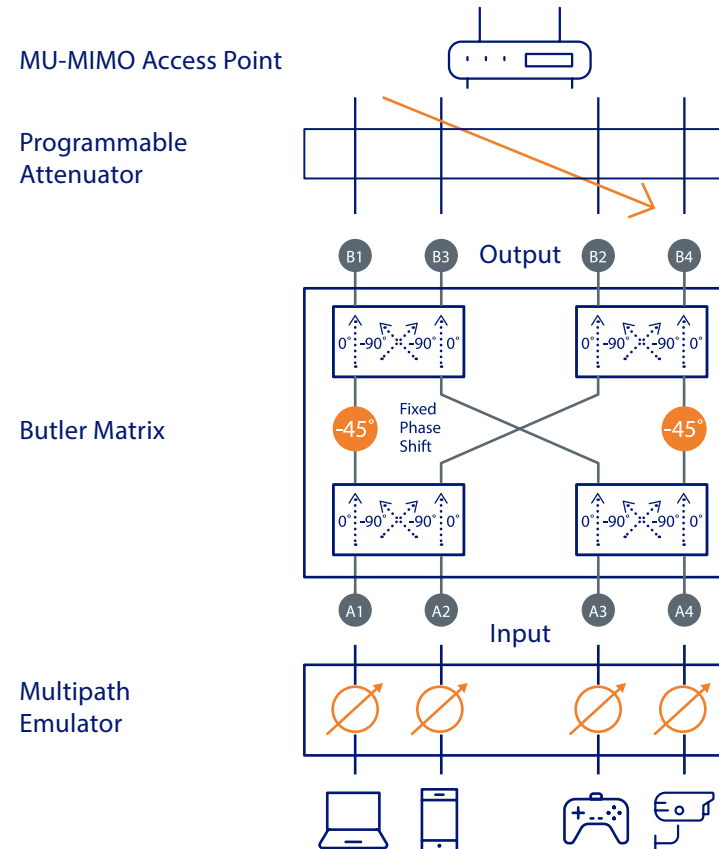 MU-MIMO Access Point
Programmable
Attenuator
B1 B3 Output B2 B4
0° -90° -90° 0° 0° -90° -90° 0°
Butler Matrix
-45°
Fixed
Phase
Shift
-45°
0° -90° -90° 0° 0° -90° -90° 0°
A1 A2 A3 A4
Input
Multipath
Emulator